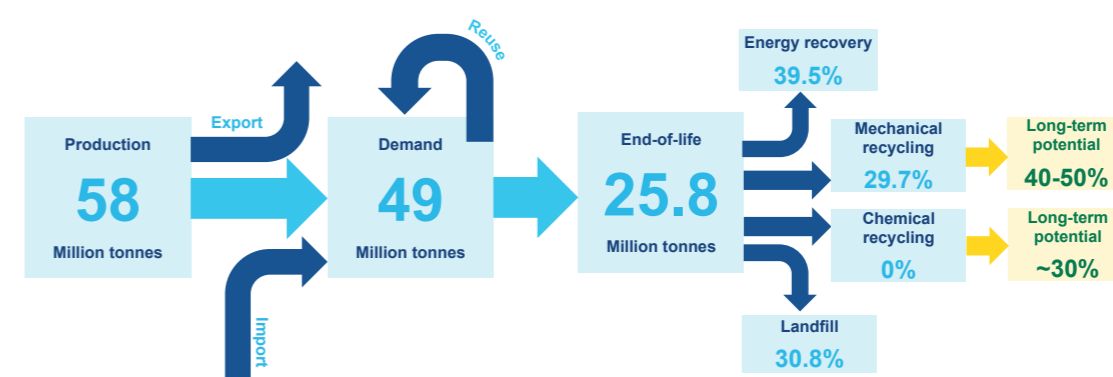 Production
58
Million tonnes
Export
Import
Demand
49
Million tonnes
Reuse
End-of-life
25.8
Million tonnes
Energy recovery
39.5%
Mechanical
recycling
29.7%
Long-term
potential
40-50%
Chemical
recycling
0%
Long-term
potential
~30%
Landfill
30.8%